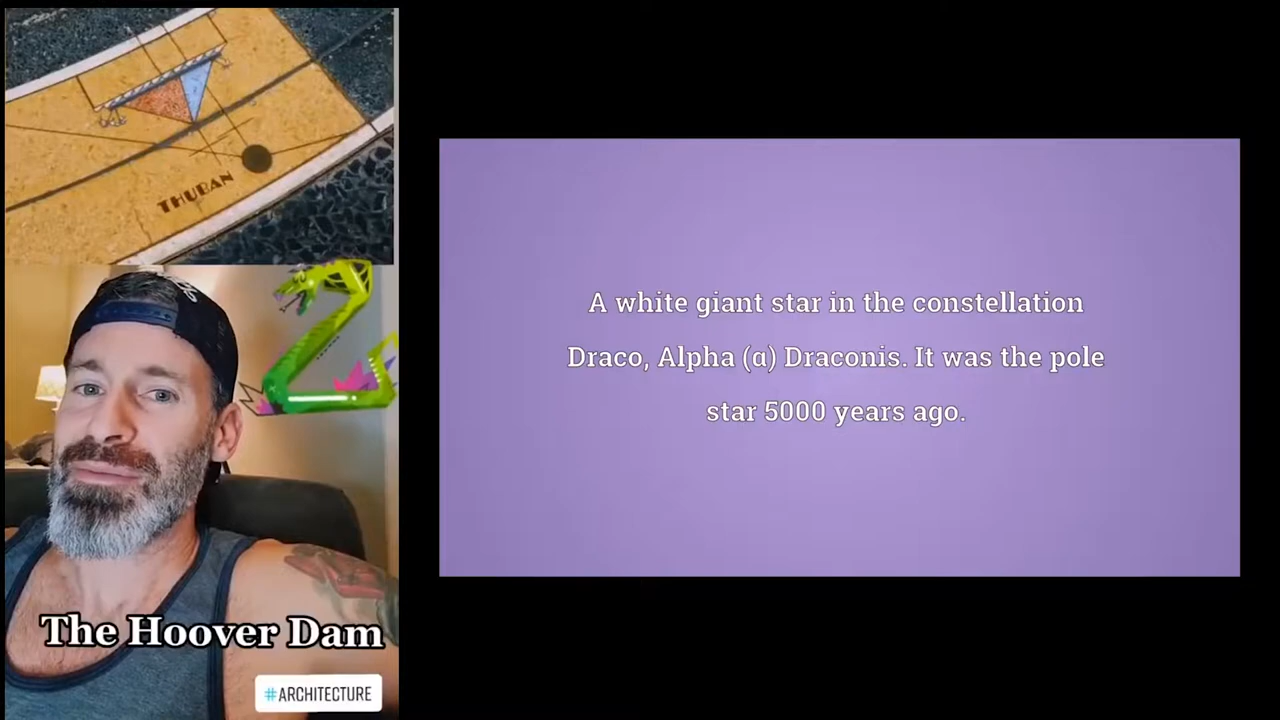 THUBAN
The Hoover Dam
#ARCHITECTURE
A white giant star in the constellation
Draco, Alpha (α) Draconis. It was the pole
star 5000 years ago.